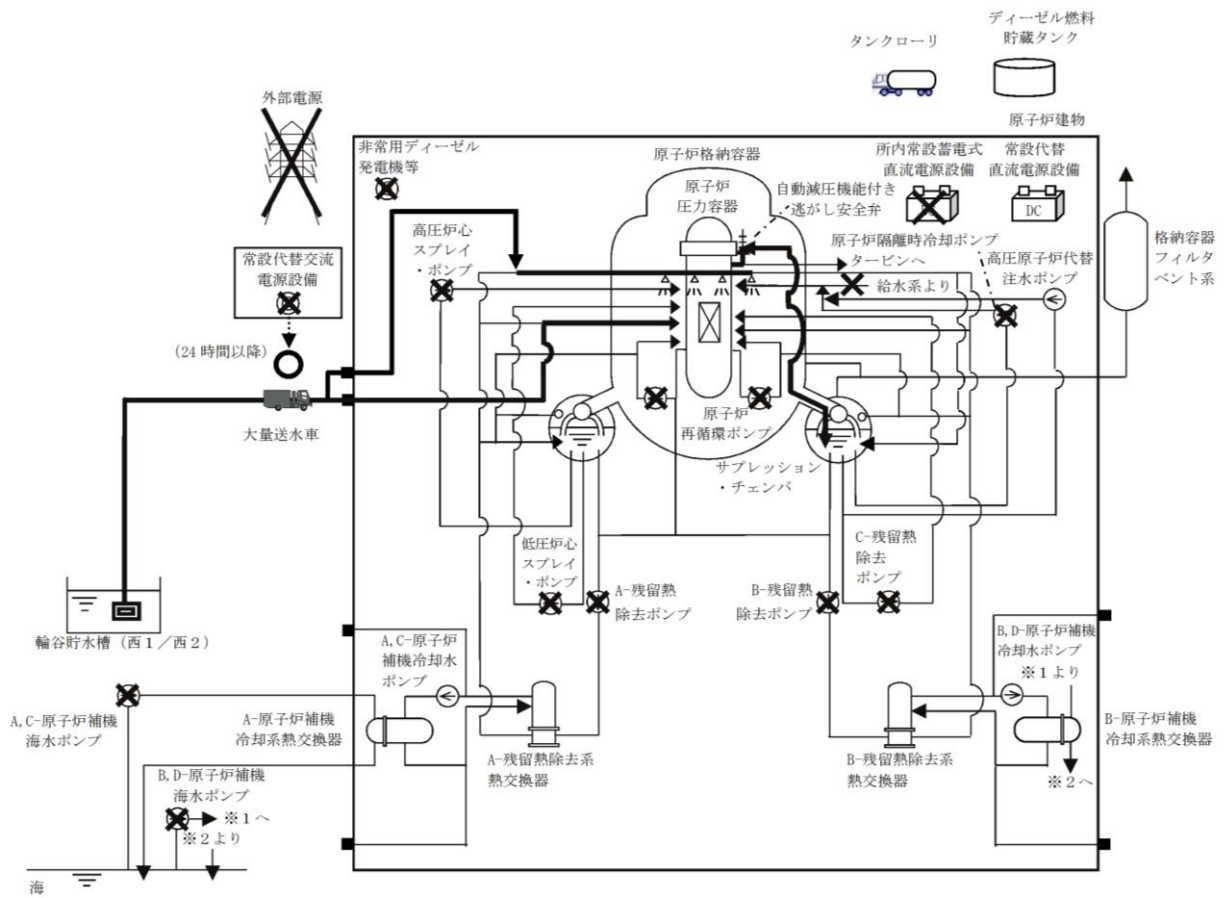 ディーゼル燃料
貯蔵タンク
タンクローリ
外部電源
原子炉建物
非常用ディーゼル
発電機等
原子炉格納容器
所内常設蓄電式
直流電源設備
常設代替
直流電源設備
原子炉
圧力容器
自動減圧機能付き
逃がし安全弁
DC
高圧炉心
スプレイ
・ポンプ
原子炉隔離時冷却ポンプ
タービンへ
高圧原子炉代替
注水ポンプ
格納容器
フィルタ
ベント系
常設代替交流
電源設備
給水系より
(24時間以降)
大量送水車
原子炉
再循環ポンプ
サプレッション
・チェンバ
低圧炉心
スプレイ
・ポンプ
C-残留熱
除去
ポンプ
A-残留熱
除去ポンプ
B-残留熱
除去ポンプ
輪谷貯水槽(西1/西2)
A,C-原子炉
補機冷却水
ポンプ
B,D-原子炉補機
冷却水ポンプ
※1より
A,C-原子炉補機
海水ポンプ
A-原子炉補機
冷却系熱交換器
B-原子炉補機
冷却系熱交換器
A-残留熱除去系
熱交換器
B-残留熱除去系
熱交換器
※2へ
B,D-原子炉補機
海水ポンプ
※1へ
※2より
海